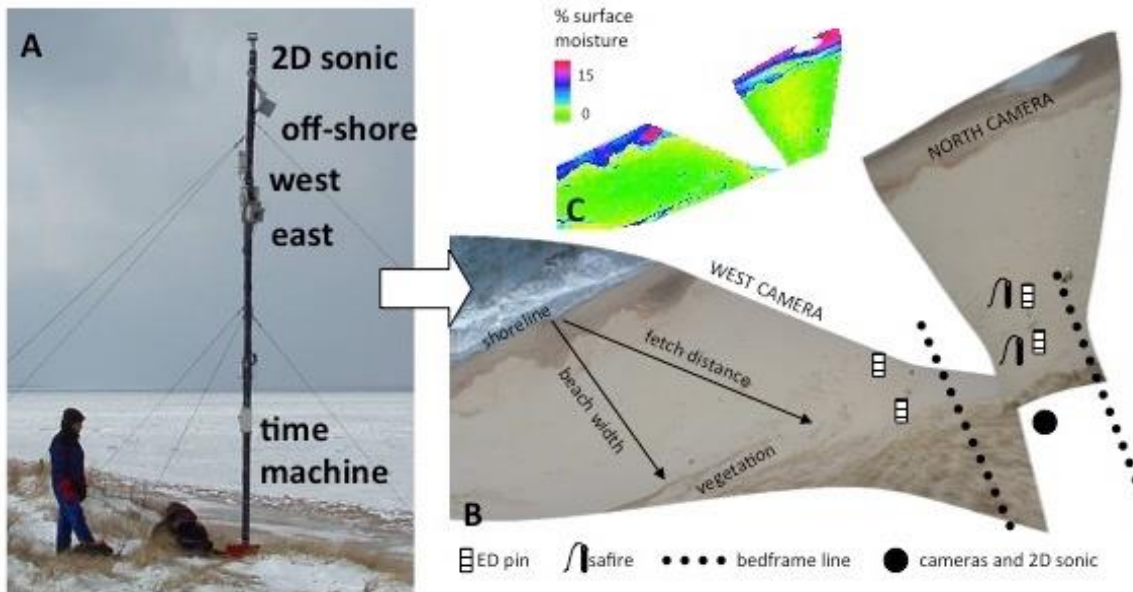 A
2D sonic
off-shore
west
east
time
machine
% surface
moisture
15
0
C
NORTH CAMERA
WEST CAMERA
shoreline
fetch distance
beach width
vegetation
B
ED pin
safire
bedframe line
cameras and 2D sonic